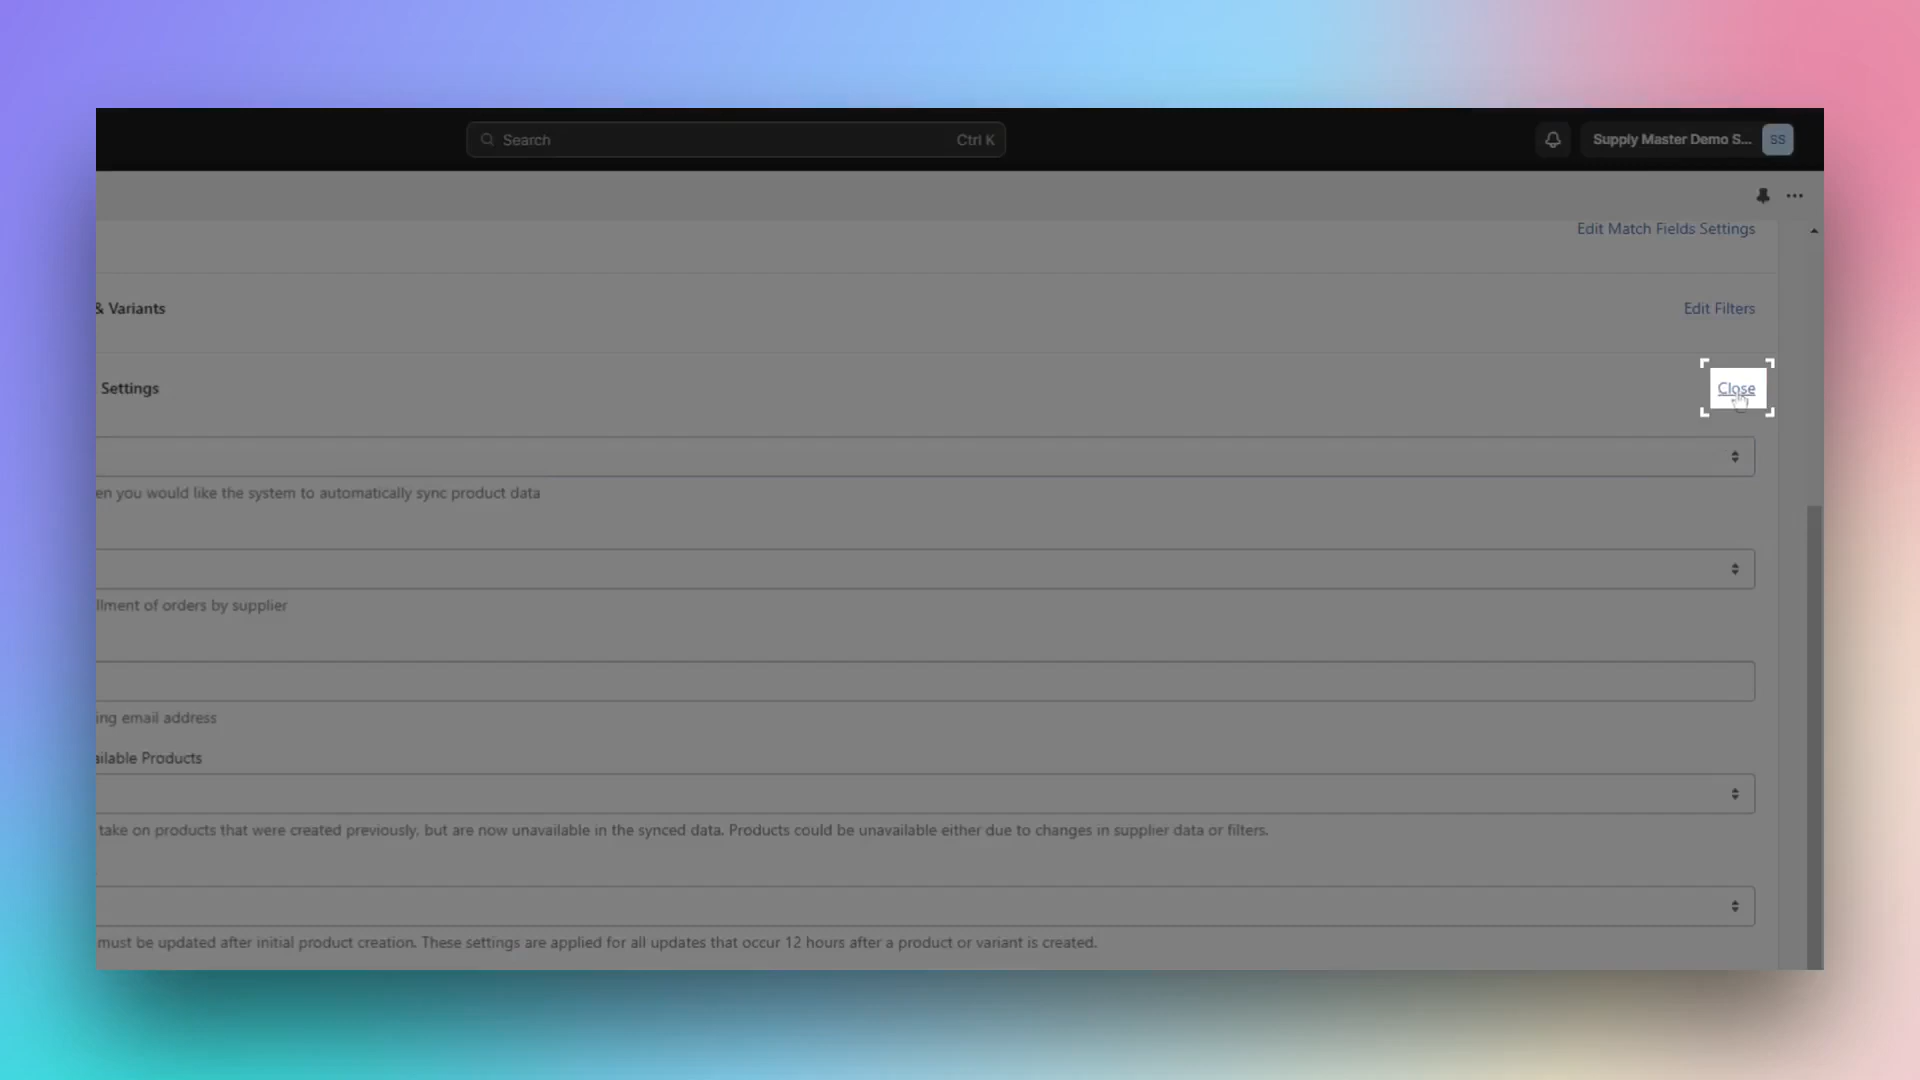 Search
Ctrl K
Supply Master Demo S...
SS
Edit Match Fields Settings
& Variants
Edit Filters
Settings
Close
en you would like the system to automatically sync product data
llment of orders by supplier
ing email address
ailable Products
take on products that were created previously, but are now unavailable in the synced data. Products could be unavailable either due to changes in supplier data or filters.
must be updated after initial product creation. These settings are applied for all updates that occur 12 hours after a product or variant is created.